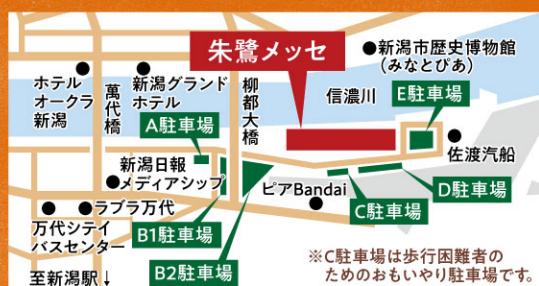 朱鷺メッセ
新潟市歴史博物館
(みなとぴあ)
ホテル
オークラ
新潟
萬代橋
新潟グランド
ホテル
柳都大橋
信濃川
E駐車場
A駐車場
佐渡汽船
新潟日報
メディアシップ
ピアBandai
D駐車場
C駐車場
ラブラ万代
万代シテイ
バスセンター
B1駐車場
B2駐車場
至新潟駅↓
※C駐車場は歩行困難者の
ためのおもいやり駐車場です。